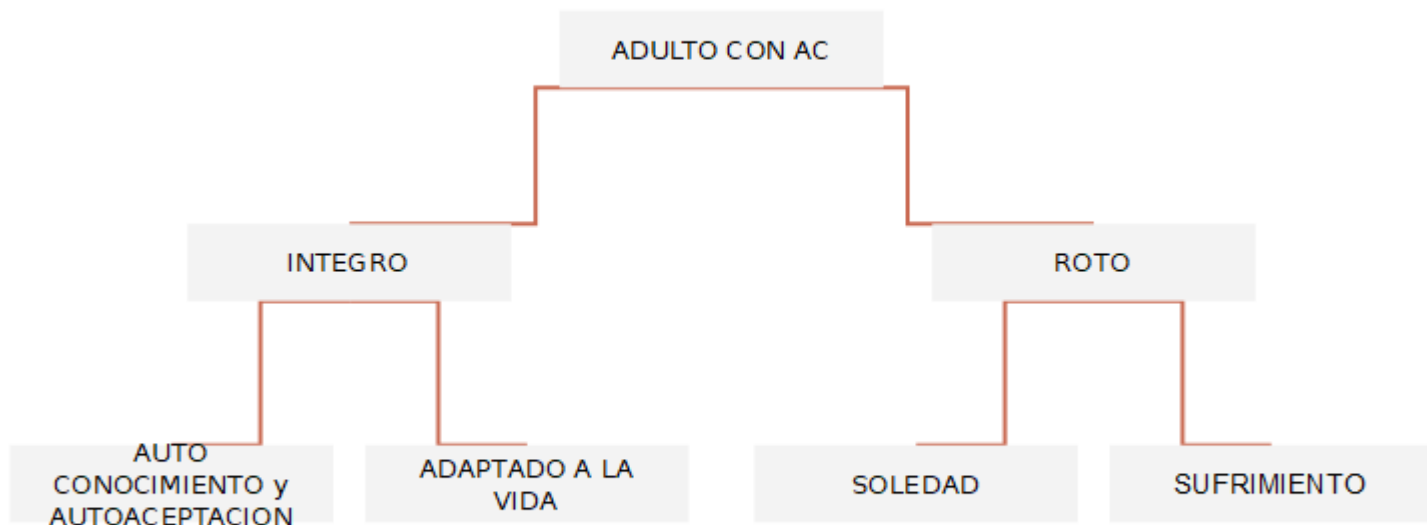 ADULTO CON AC
INTEGRO
ROTO
AUTO
CONOCIMIENTO y
AUTOACEPTACION
ADAPTADO A LA
VIDA
SOLEDAD
SUFRIMIENTO